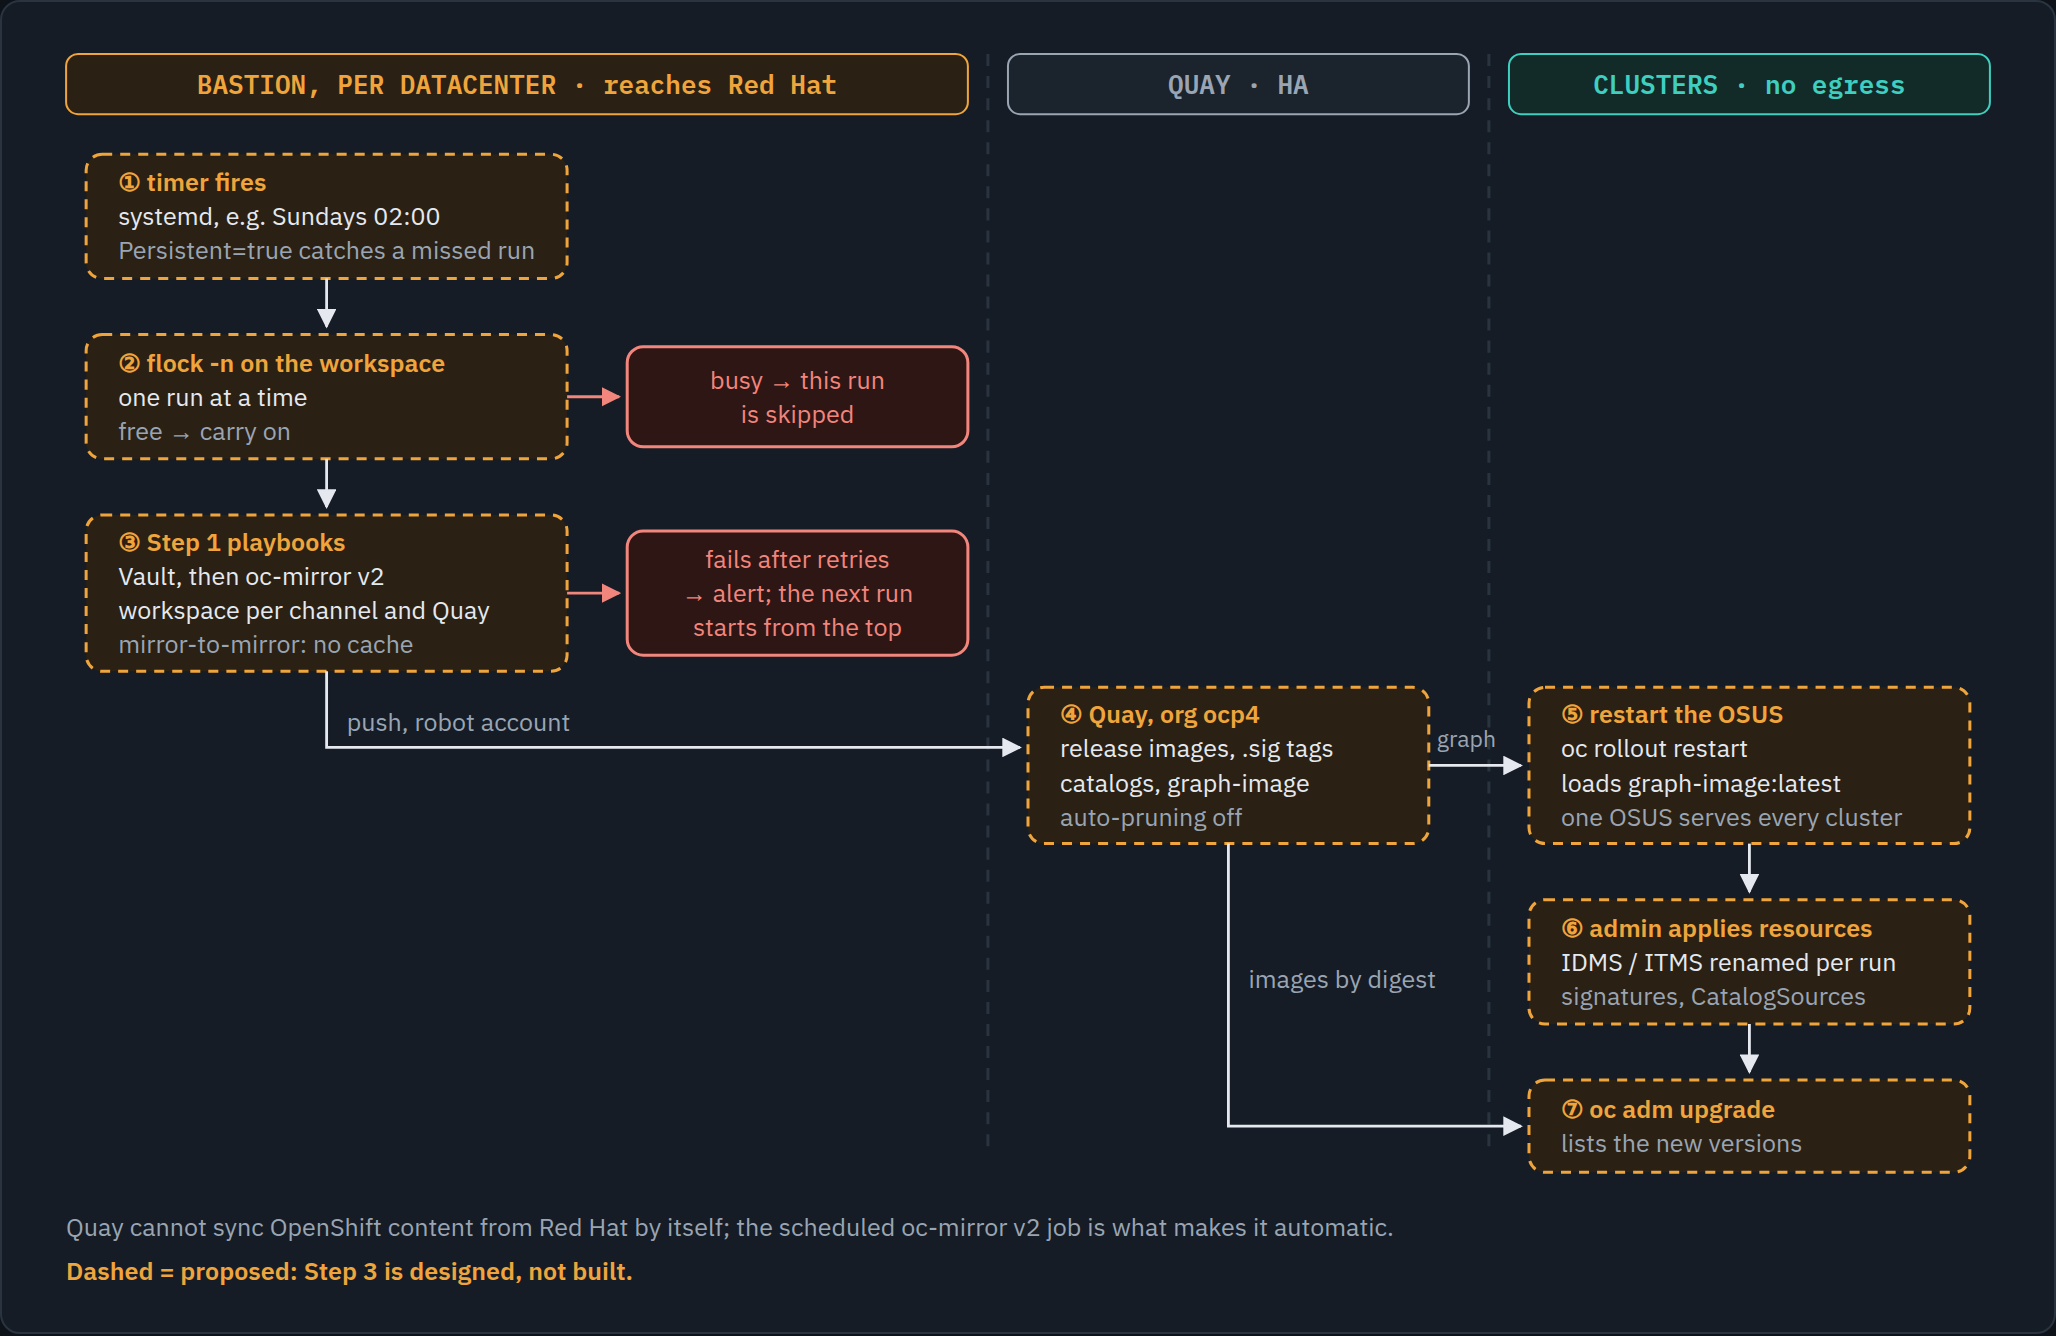 BASTION, PER DATACENTER · reaches Red Hat
QUAY · HA
CLUSTERS · no egress
① timer fires
systemd, e.g. Sundays 02:00
Persistent=true catches a missed run
② flock -n on the workspace
one run at a time
free → carry on
busy → this run
is skipped
③ Step 1 playbooks
Vault, then oc-mirror v2
workspace per channel and Quay
mirror-to-mirror: no cache
fails after retries
→ alert; the next run
starts from the top
push, robot account
④ Quay, org ocp4
release images, .sig tags
catalogs, graph-image
auto-pruning off
graph
⑤ restart the OSUS
oc rollout restart
loads graph-image:latest
one OSUS serves every cluster
images by digest
⑥ admin applies resources
IDMS / ITMS renamed per run
signatures, CatalogSources
⑦ oc adm upgrade
lists the new versions
Quay cannot sync OpenShift content from Red Hat by itself; the scheduled oc-mirror v2 job is what makes it automatic.
Dashed = proposed: Step 3 is designed, not built.